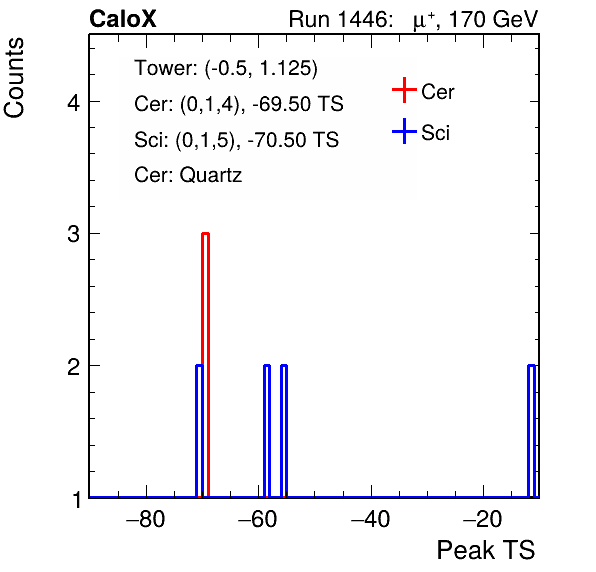 CaloX Run 1446: μ⁺, 170 GeV
Counts
Tower: (-0.5, 1.125)
Cer: (0,1,4), -69.50 TS
Sci: (0,1,5), -70.50 TS
Cer: Quartz
Cer
Sci
4
3
2
1
−80 −60 −40 −20
Peak TS